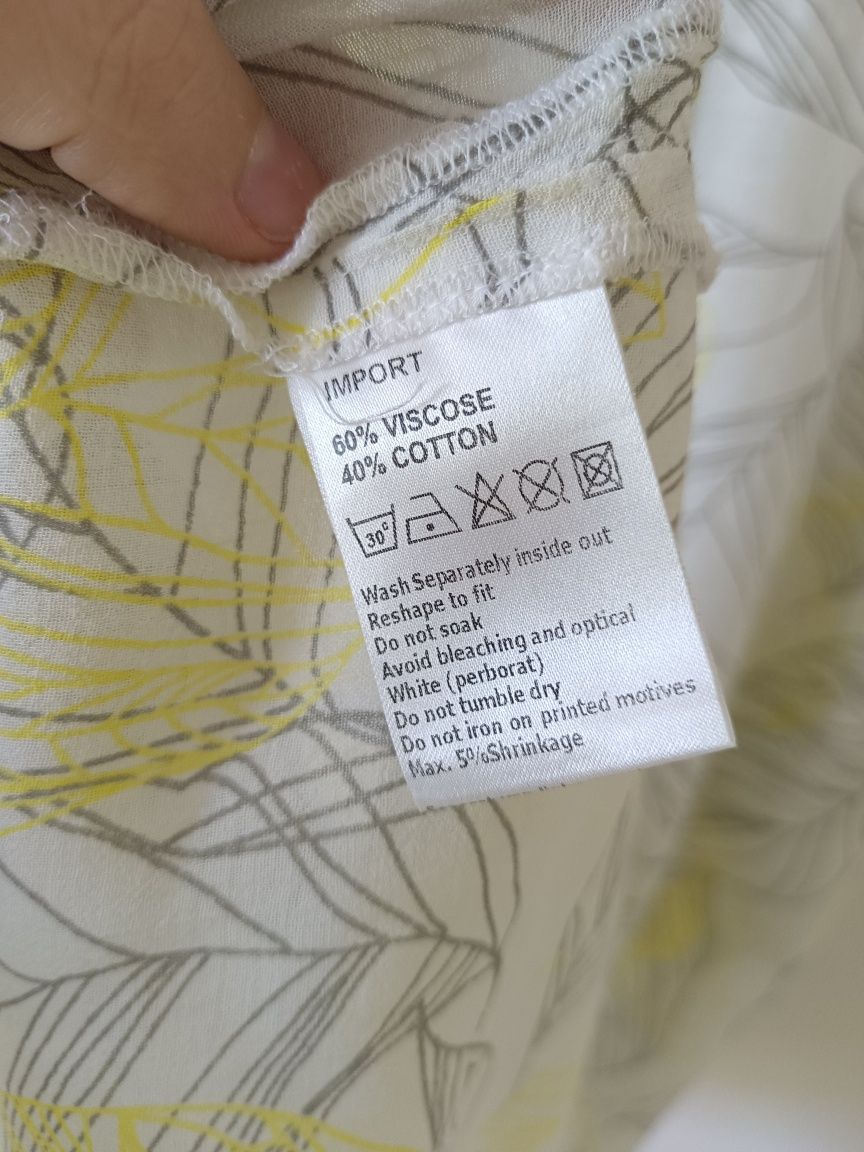 IMPORT
60% VISCOSE
40% COTTON
30°
Wash Separately inside out
Reshape to fit
Do not soak
Avoid bleaching and optical
White (perborat)
Do not tumble dry
Do not iron on printed motives
Max. 5%Shrinkage